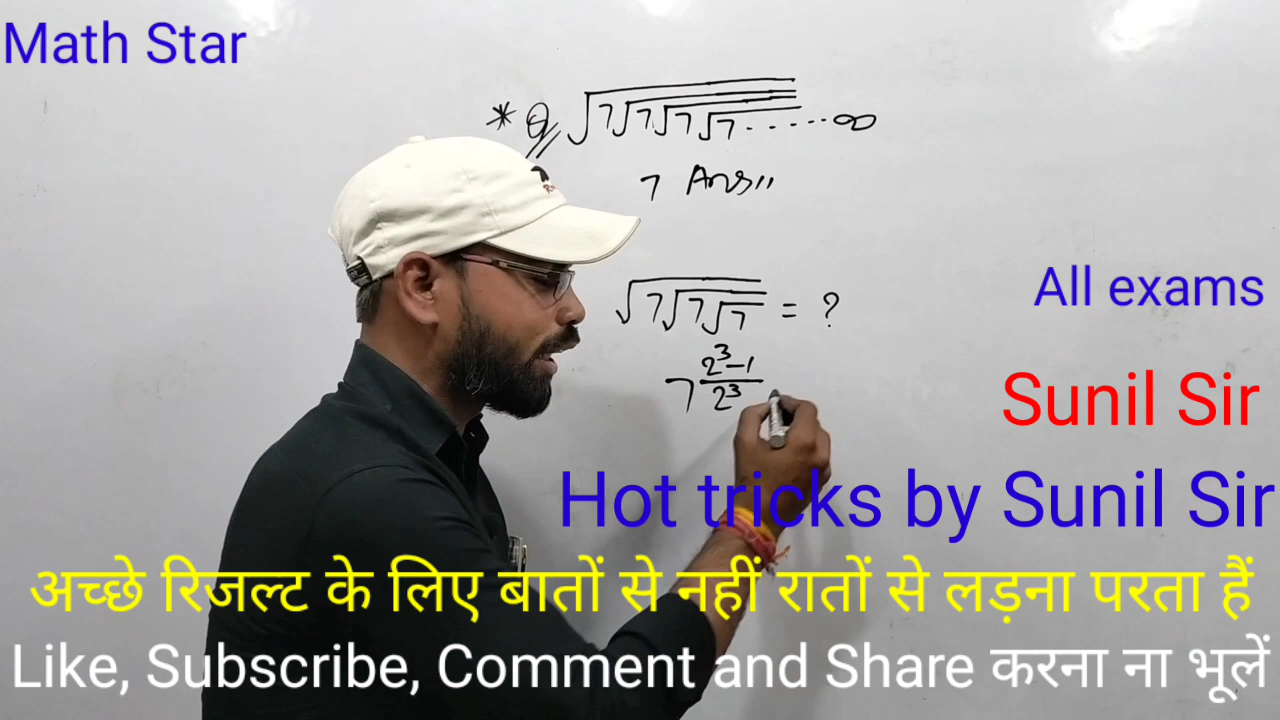 Math Star
* Q// √7√7√7√7.......∞
7 Ans//
√7√7√7 = ?
7 2³-1/2³
All exams
Sunil Sir
Hot tricks by Sunil Sir
अच्छे रिजल्ट के लिए बातों से नहीं रातों से लड़ना परता हैं
Like, Subscribe, Comment and Share करना ना भूलें